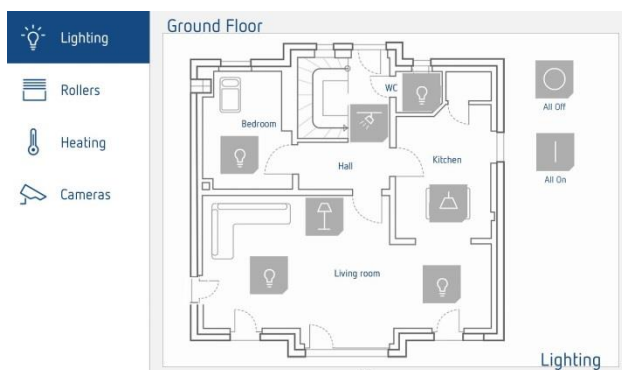 Lighting
Rollers
Heating
Cameras
Ground Floor
WC
Bedroom
Hall
Kitchen
Living room
All Off
All On
Lighting